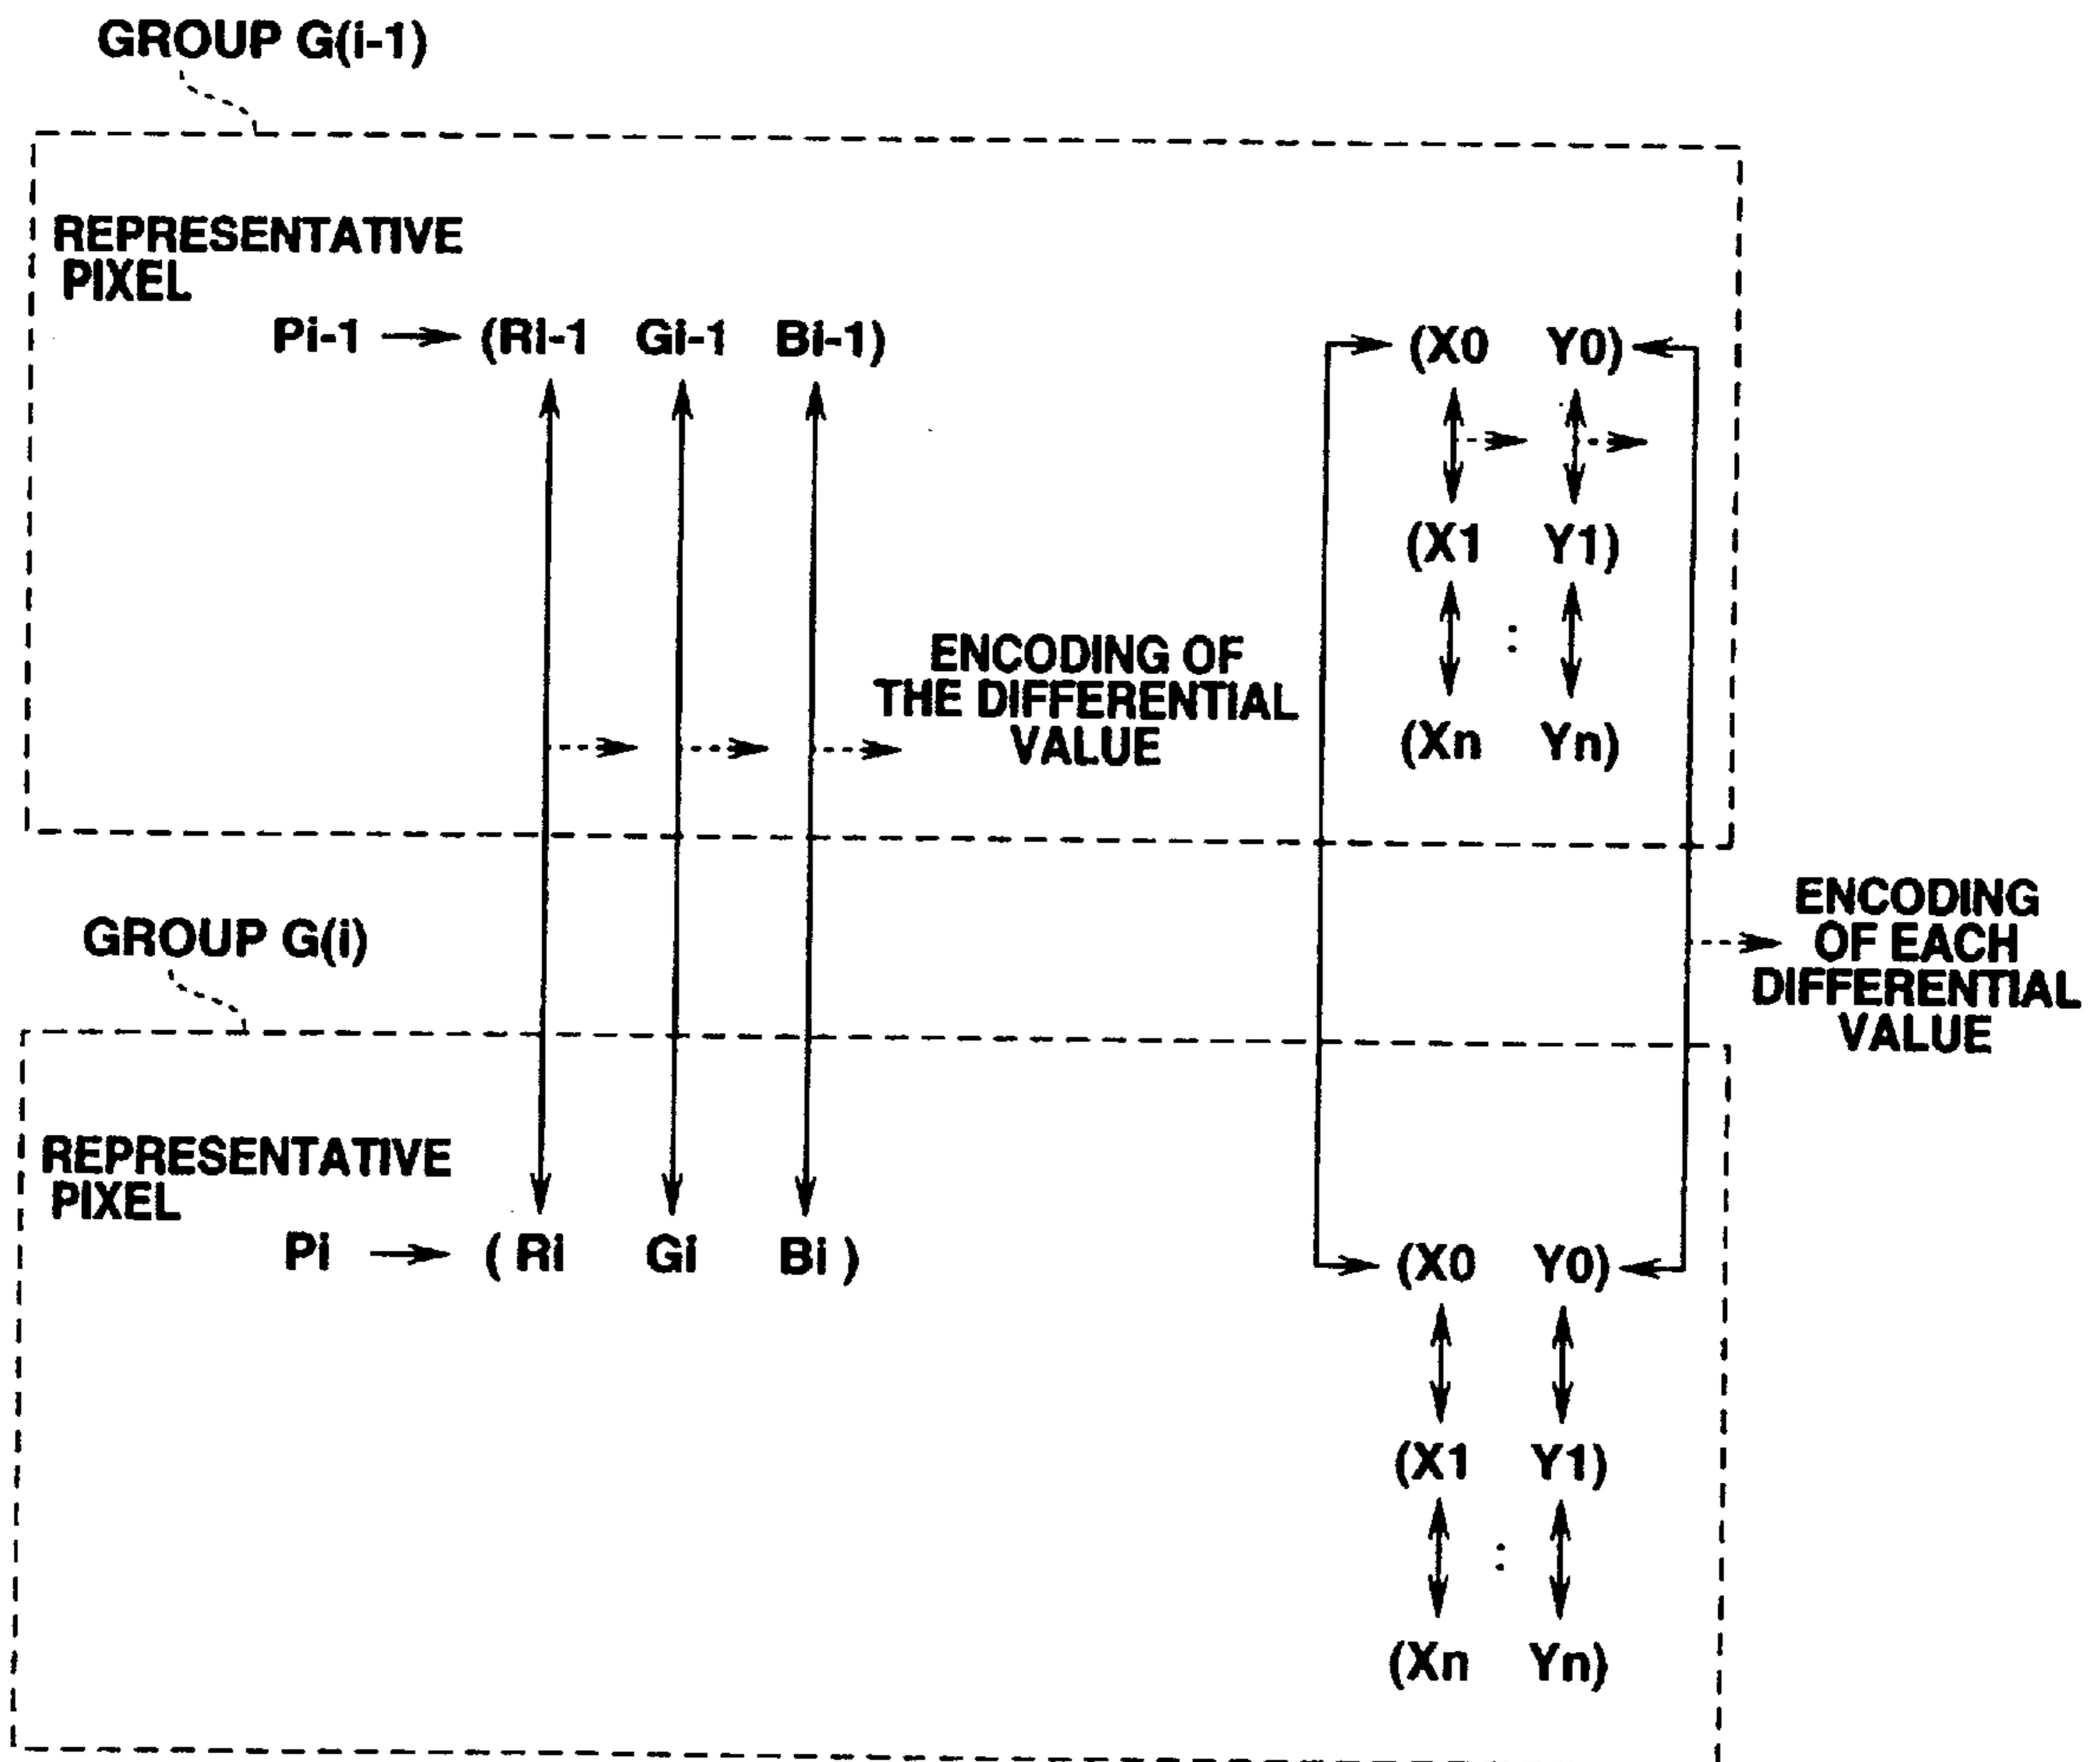 GROUP G(i-1)
REPRESENTATIVE
PIXEL
Pi-1 (Ri-1 Gi-1 Bi-1)
(X0 Y0)
(X1 Y1)
:
(Xn Yn)
ENCODING OF
THE DIFFERENTIAL
VALUE
ENCODING
OF EACH
DIFFERENTIAL
VALUE
GROUP G(i)
REPRESENTATIVE
PIXEL
Pi ( Ri Gi Bi )
(X0 Y0)
(X1 Y1)
:
(Xn Yn)